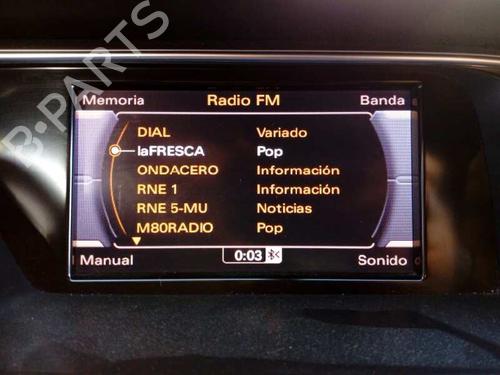 B-PARTS
Memoria Radio FM Banda
DIAL Variado
laFRESCA Pop
ONDACERO Información
RNE 1 Información
RNE 5-MU Noticias
M80RADIO Pop
Manual 0:03 Sonido